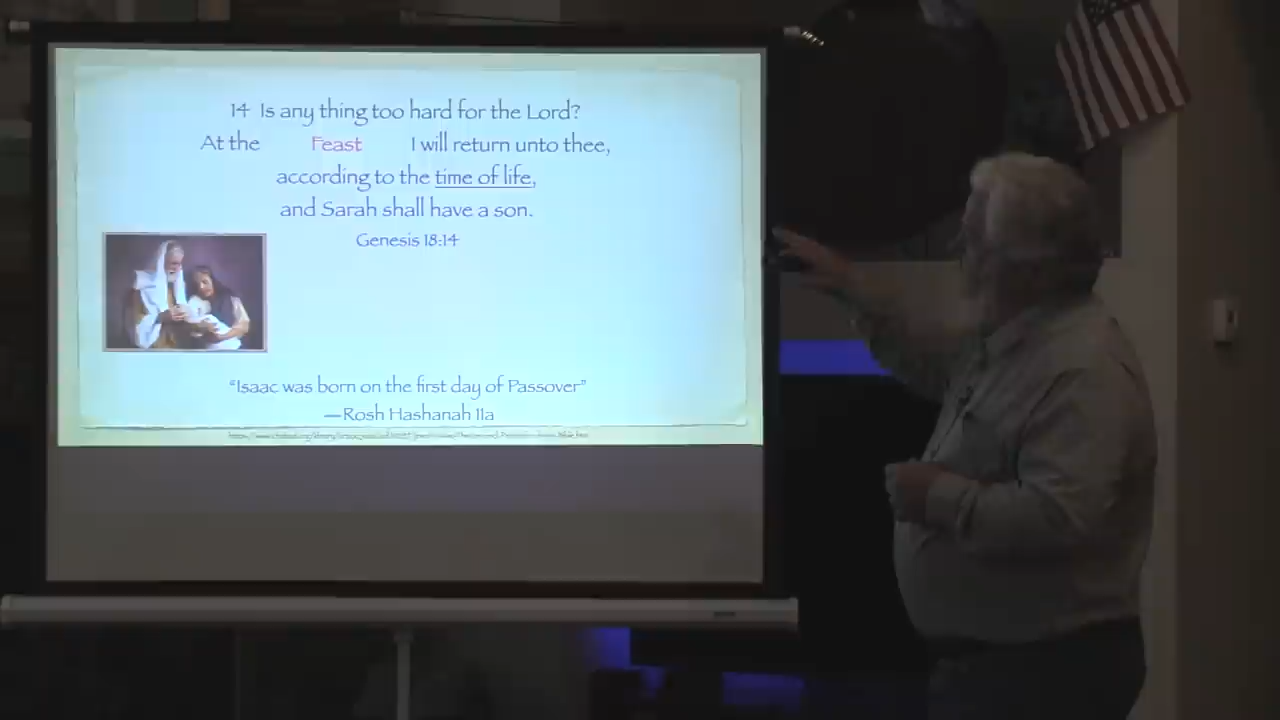 14 Is any thing too hard for the Lord?
At the Feast I will return unto thee,
according to the time of life,
and Sarah shall have a son.
Genesis 18:14
“Isaac was born on the first day of Passover”
—Rosh Hashanah 11a